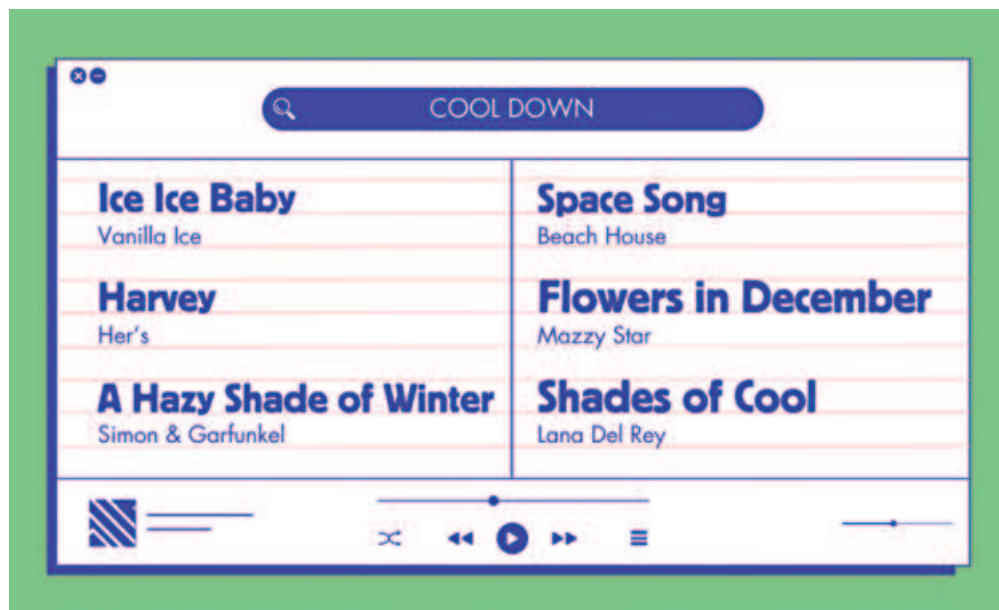 COOL DOWN
Ice Ice Baby
Vanilla Ice
Harvey
Her's
A Hazy Shade of Winter
Simon & Garfunkel
Space Song
Beach House
Flowers in December
Mazzy Star
Shades of Cool
Lana Del Rey